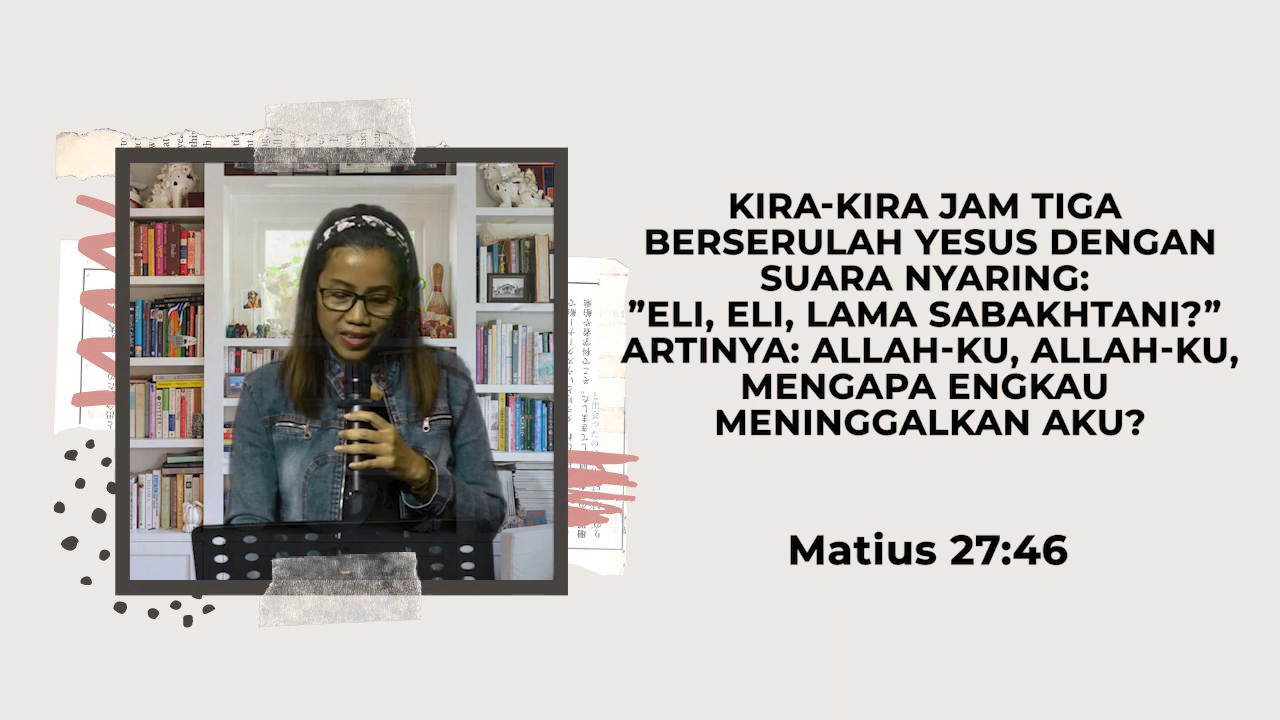 KIRA-KIRA JAM TIGA
BERSERULAH YESUS DENGAN
SUARA NYARING:
”ELI, ELI, LAMA SABAKHTANI?”
ARTINYA: ALLAH-KU, ALLAH-KU,
MENGAPA ENGKAU
MENINGGALKAN AKU?
Matius 27:46